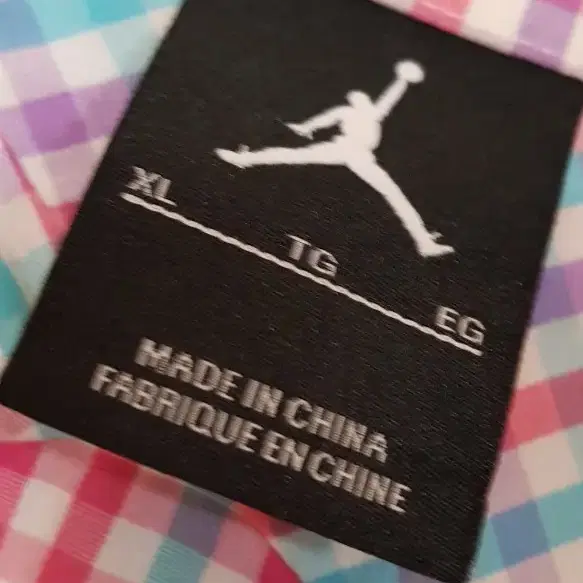 XL TG EG
MADE IN CHINA
FABRIQUE EN CHINE